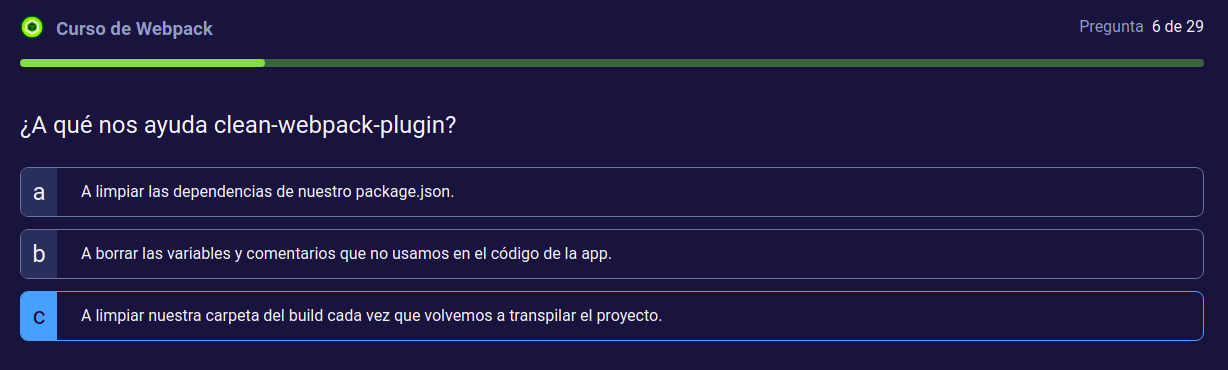 Curso de Webpack
Pregunta 6 de 29
¿A qué nos ayuda clean-webpack-plugin?
a A limpiar las dependencias de nuestro package.json.
b A borrar las variables y comentarios que no usamos en el código de la app.
c A limpiar nuestra carpeta del build cada vez que volvemos a transpilar el proyecto.